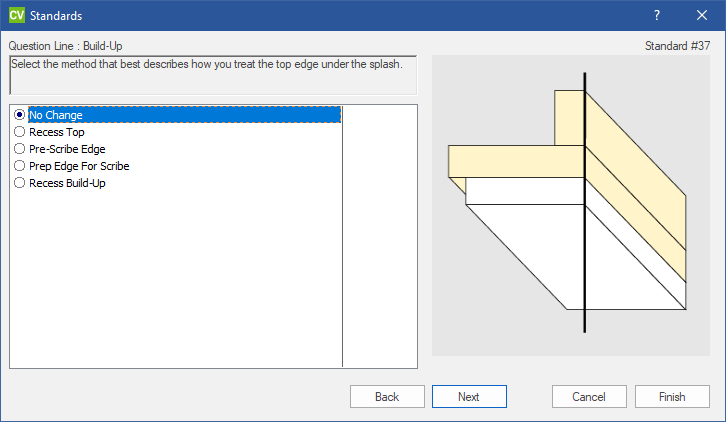 CV Standards ?
Question Line : Build-Up
Standard #37
Select the method that best describes how you treat the top edge under the splash.
No Change
Recess Top
Pre-Scribe Edge
Prep Edge For Scribe
Recess Build-Up
Back Next Cancel Finish